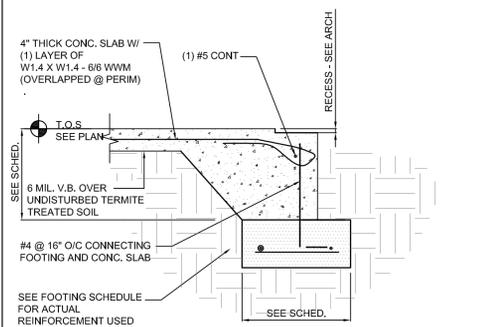 4" THICK CONC. SLAB W/
(1) LAYER OF
W1.4 X W1.4 - 6/6 WWM
(OVERLAPPED @ PERIM)
.
(1) #5 CONT
RECESS - SEE ARCH
T.O.S
SEE PLAN
SEE SCHED.
6 MIL. V.B. OVER
UNDISTURBED TERMITE
TREATED SOIL
#4 @ 16" O/C CONNECTING
FOOTING AND CONC. SLAB
SEE FOOTING SCHEDULE
FOR ACTUAL
REINFORCEMENT USED
SEE SCHED.